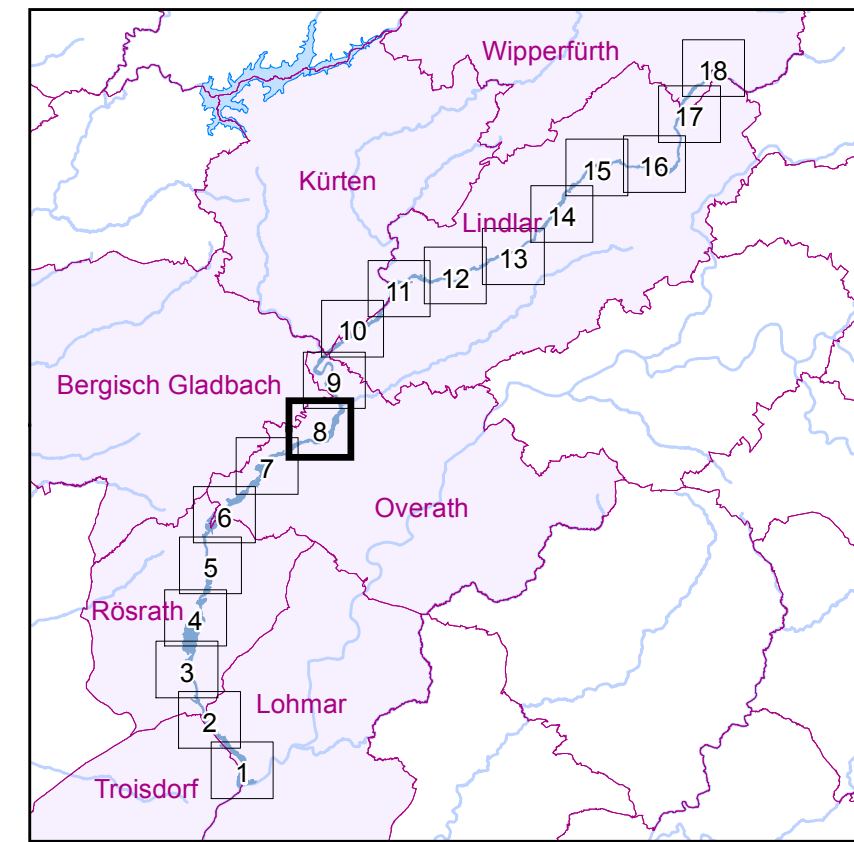 Wipperfürth
18
17
Kürten
15
16
Lindlar
14
13
12
11
10
Bergisch Gladbach
9
8
7
Overath
6
5
Rösrath
4
3
Lohmar
2
1
Troisdorf